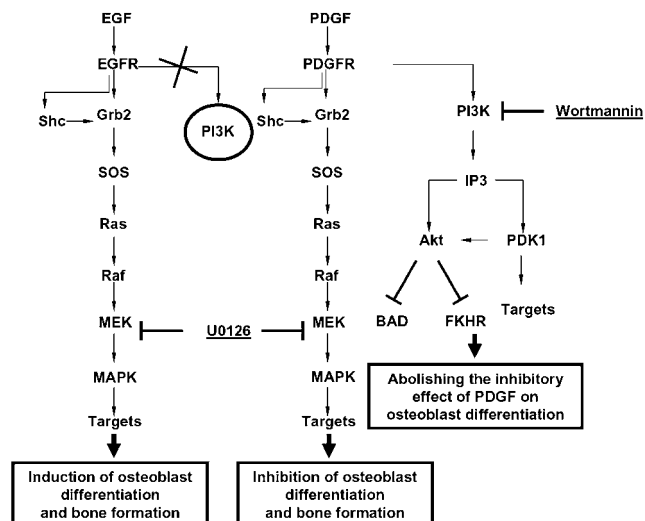 EGF
PDGF
EGFR
PDGFR
Shc
Grb2
PI3K
Shc
Grb2
PI3K
Wortmannin
SOS
SOS
IP3
Ras
Ras
Akt
PDK1
Raf
Raf
Targets
MEK
U0126
MEK
BAD
FKHR
MAPK
MAPK
Abolishing the inhibitory
effect of PDGF on
osteoblast differentiation
Targets
Targets
Induction of osteoblast
differentiation
and bone formation
Inhibition of osteoblast
differentiation
and bone formation